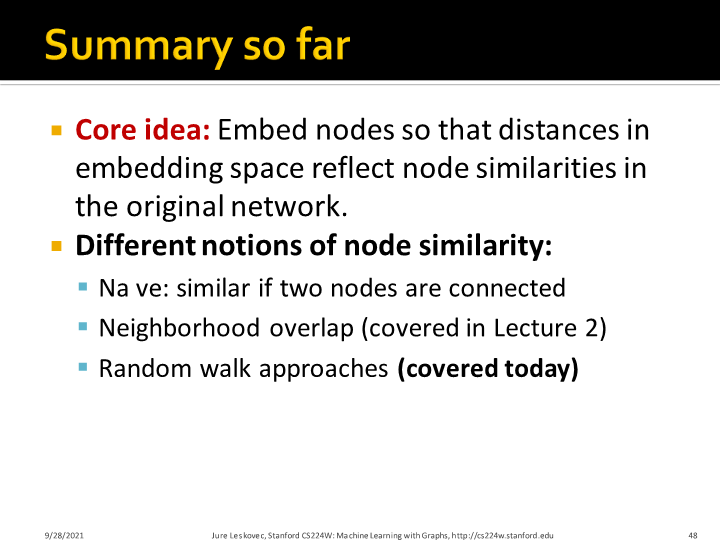 Summary so far
Core idea: Embed nodes so that distances in
embedding space reflect node similarities in
the original network.
Different notions of node similarity:
Na ve: similar if two nodes are connected
Neighborhood overlap (covered in Lecture 2)
Random walk approaches (covered today)
9/28/2021
Jure Leskovec, Stanford CS224W: Machine Learning with Graphs, http://cs224w.stanford.edu
48